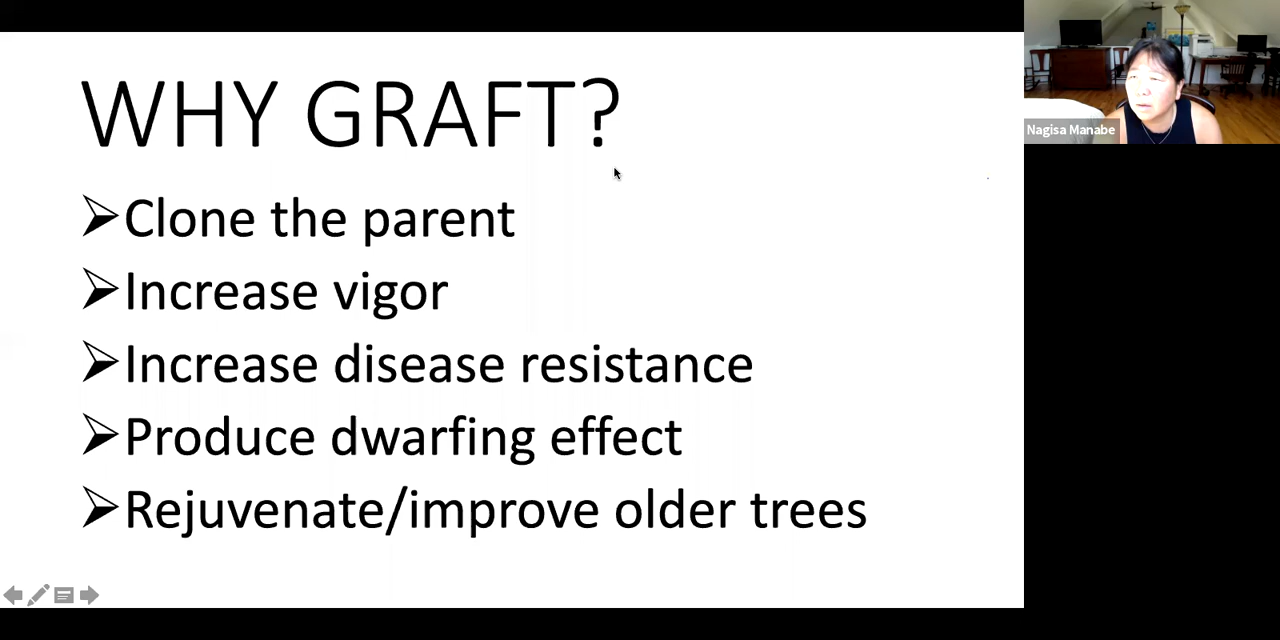 WHY GRAFT?
Clone the parent
Increase vigor
Increase disease resistance
Produce dwarfing effect
Rejuvenate/improve older trees
Nagisa Manabe